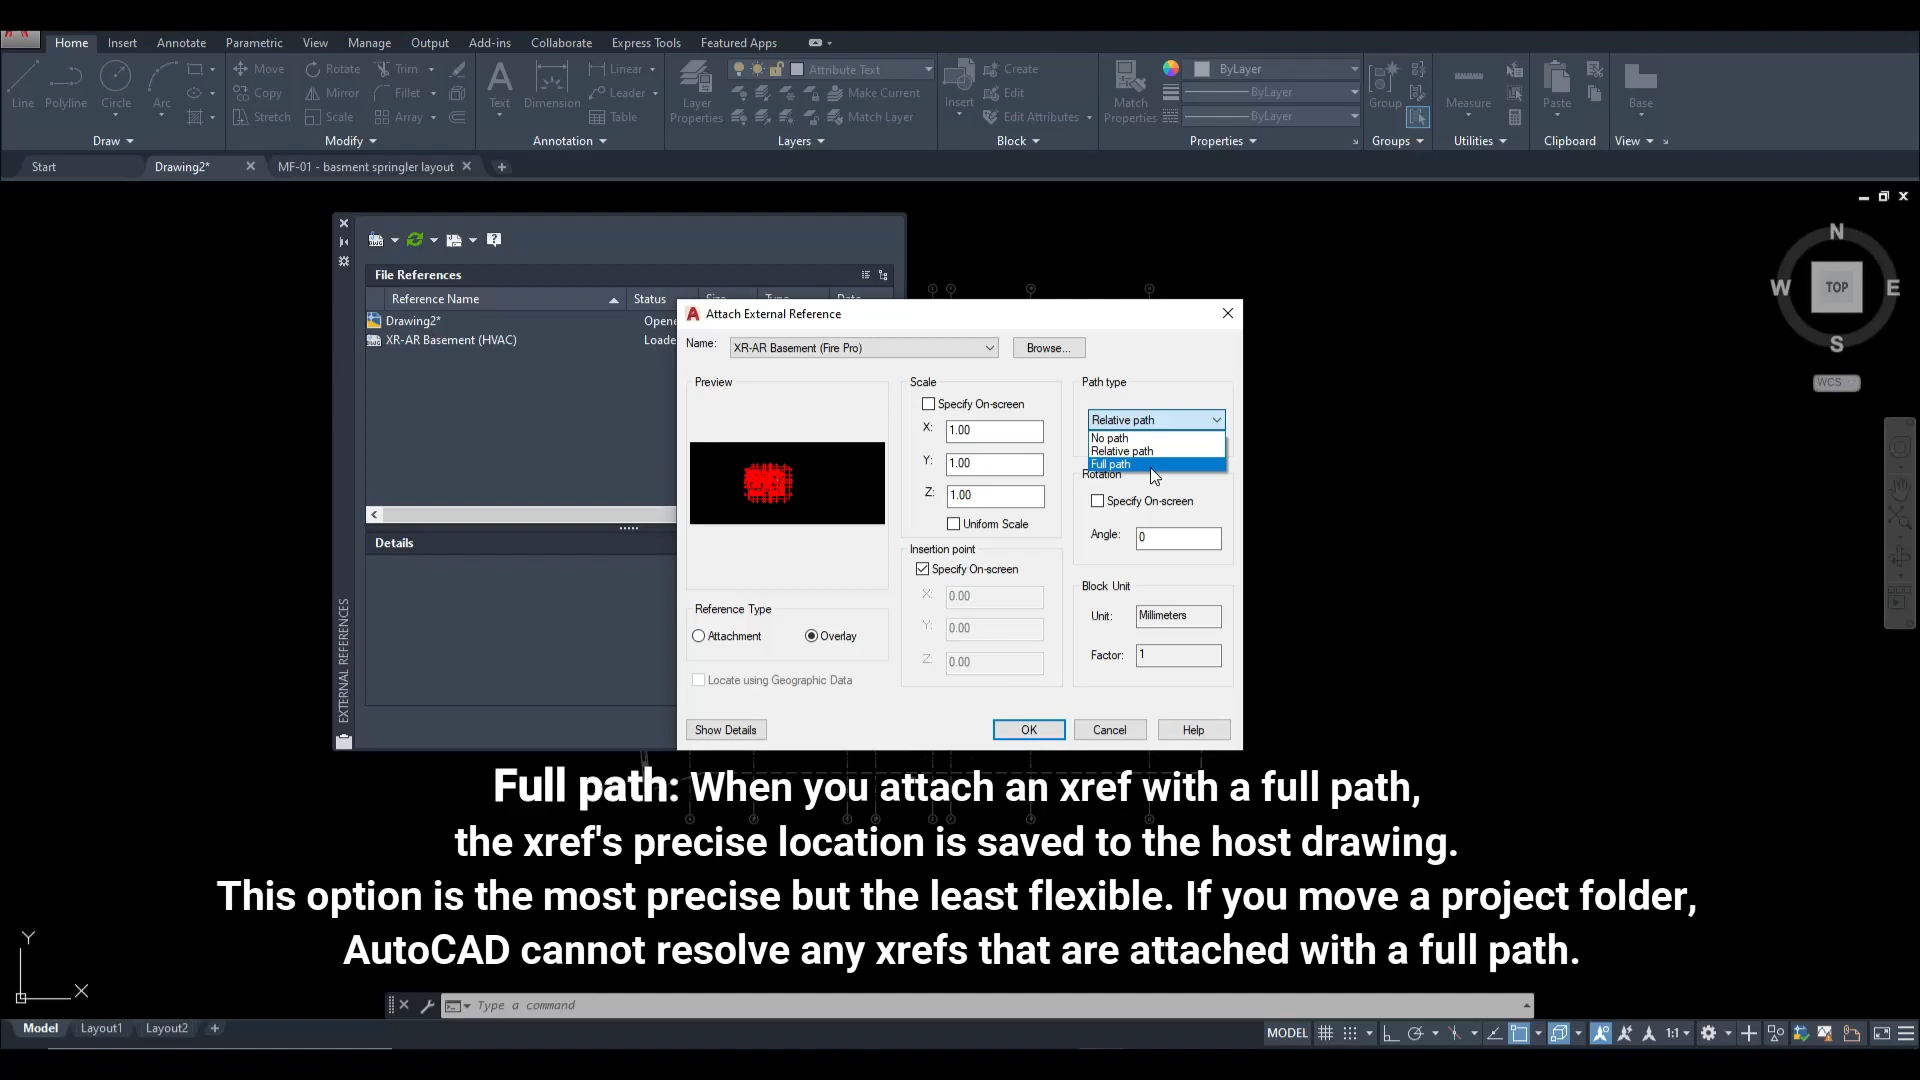 Home Insert Annotate Parametric View Manage Output Add-ins Collaborate Express Tools Featured Apps
Line Polyline Circle Arc
Move Rotate Trim
Copy Mirror Fillet
Stretch Scale Array
Text Dimension
Linear
Leader
Table
Layer Properties
Attribute Text
Make Current
Match Layer
Insert
Create
Edit
Edit Attributes
Match Properties
ByLayer
ByLayer
ByLayer
Group
Measure
Paste
Base
Draw Modify Annotation Layers Block Properties Groups Utilities Clipboard View
Start Drawing2* MF-01 - basment springler layout
N
W TOP E
S
WCS
File References
Reference Name Status Size Type Date
Drawing2* Opene
XR-AR Basement (HVAC) Loade
Details
EXTERNAL REFERENCES
Attach External Reference
Name: XR-AR Basement (Fire Pro) Browse...
Preview
Scale
Specify On-screen
X: 1.00
Y: 1.00
Z: 1.00
Uniform Scale
Path type
Relative path
No path
Relative path
Full path
Rotation
Specify On-screen
Angle: 0
Insertion point
Specify On-screen
X: 0.00
Y: 0.00
Z: 0.00
Block Unit
Unit: Millimeters
Factor: 1
Reference Type
Attachment Overlay
Locate using Geographic Data
Show Details OK Cancel Help
Full path: When you attach an xref with a full path,
the xref's precise location is saved to the host drawing.
This option is the most precise but the least flexible. If you move a project folder,
AutoCAD cannot resolve any xrefs that are attached with a full path.
Y
X
Type a command
Model Layout1 Layout2
MODEL 1:1